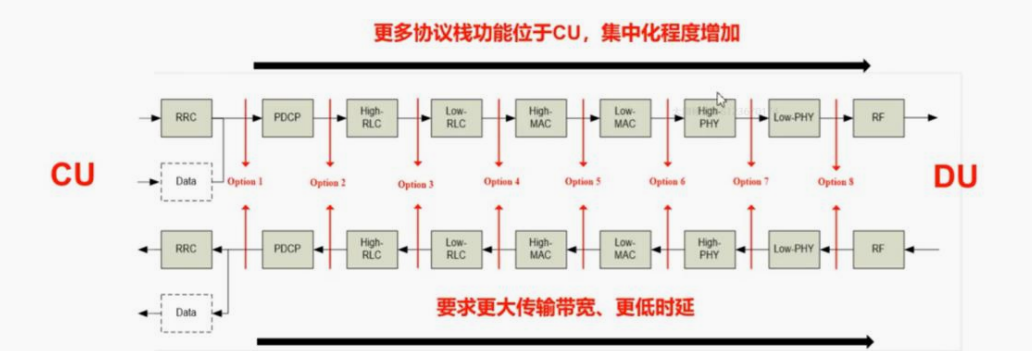 更多协议栈功能位于CU，集中化程度增加
RRC PDCP High-RLC Low-RLC High-MAC Low-MAC High-PHY Low-PHY RF
CU Data Option 1 Option 2 Option 3 Option 4 Option 5 Option 6 Option 7 Option 8 DU
RRC PDCP High-RLC Low-RLC High-MAC Low-MAC High-PHY Low-PHY RF
要求更大传输带宽、更低时延
Data